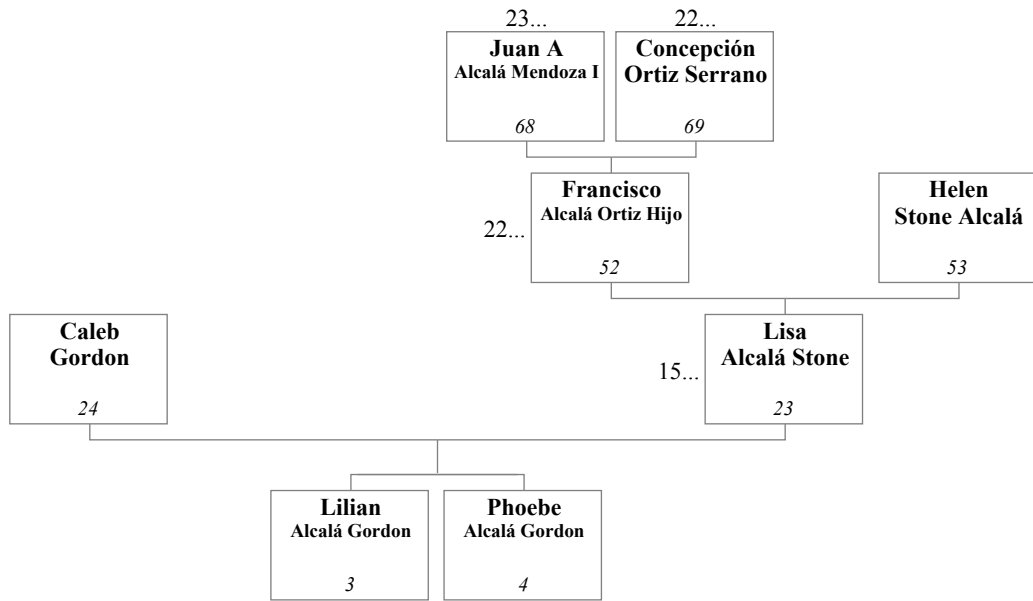 23...
22...
Juan A
Alcalá Mendoza I
68
Concepción
Ortiz Serrano
69
22...
Francisco
Alcalá Ortiz Hijo
52
Helen
Stone Alcalá
53
Caleb
Gordon
24
15...
Lisa
Alcalá Stone
23
Lilian
Alcalá Gordon
3
Phoebe
Alcalá Gordon
4